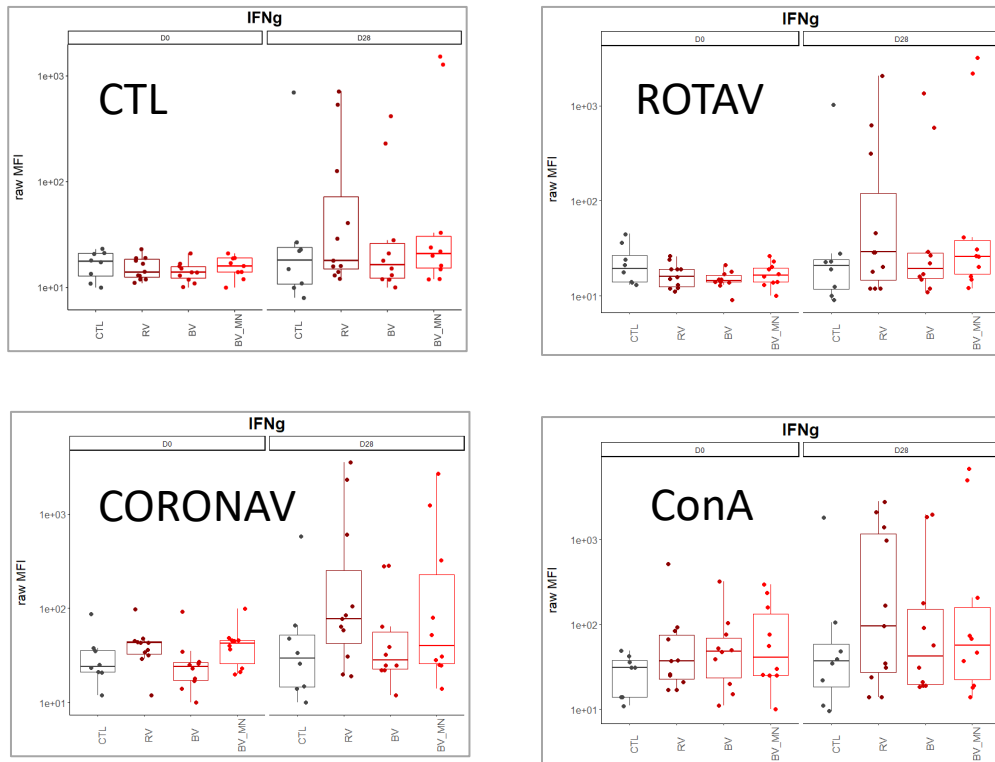 IFNg
D0 D28
CTL
1e+03
1e+02
1e+01
raw MFI
CTL RV BV BV_MN CTL RV BV BV_MN
IFNg
D0 D28
ROTAV
1e+03
1e+02
1e+01
raw MFI
CTL RV BV BV_MN CTL RV BV BV_MN
IFNg
D0 D28
CORONAV
1e+03
1e+02
1e+01
raw MFI
CTL RV BV BV_MN CTL RV BV BV_MN
IFNg
D0 D28
ConA
1e+03
1e+02
1e+01
raw MFI
CTL RV BV BV_MN CTL RV BV BV_MN